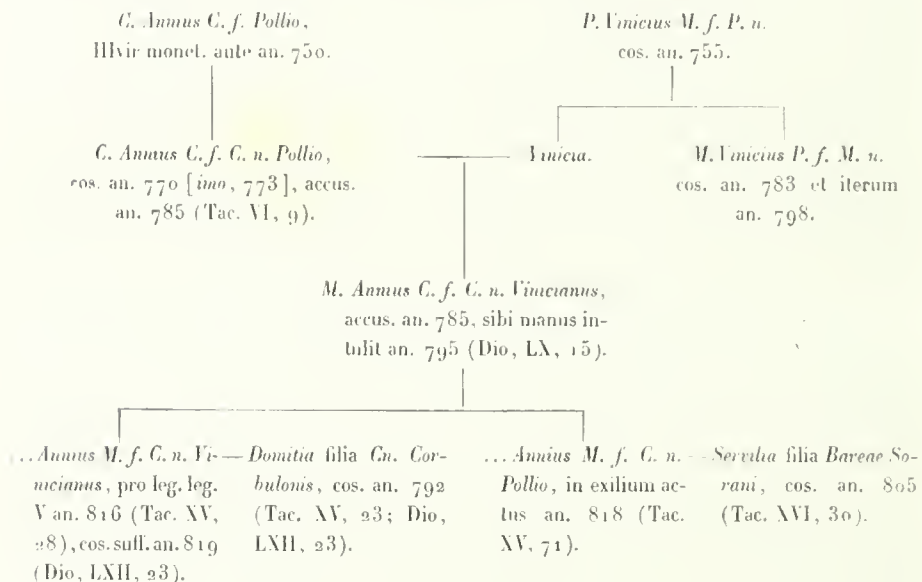 C. Annius C. f. Pollio,
IIIvir monet. ante an. 750.
P. Vinicius M. f. P. n.
cos. an. 755.
C. Annius C. f. C. n. Pollio,
cos. an. 770 [imo, 773], accus.
an. 785 (Tac. VI, 9).
Vinicia.
M. Vinicius P. f. M. n.
cos. an. 783 et iterum
an. 798.
M. Annius C. f. C. n. Vinicianus,
accus. an. 785, sibi manus in-
tulit an. 795 (Dio, LX, 15).
...Annius M. f. C. n. Vi-
nicianus, pro leg. leg.
V an. 816 (Tac. XV,
28), cos. suff. an. 819
(Dio, LXII, 23).
Domitia filia Cn. Cor-
bulonis, cos. an. 792
(Tac. XV, 23; Dio,
LXII, 23).
...Annius M. f. C. n.
Pollio, in exilium ac-
tus an. 818 (Tac.
XV, 71).
Servilia filia Bareae So-
rani, cos. an. 805
(Tac. XVI, 30).